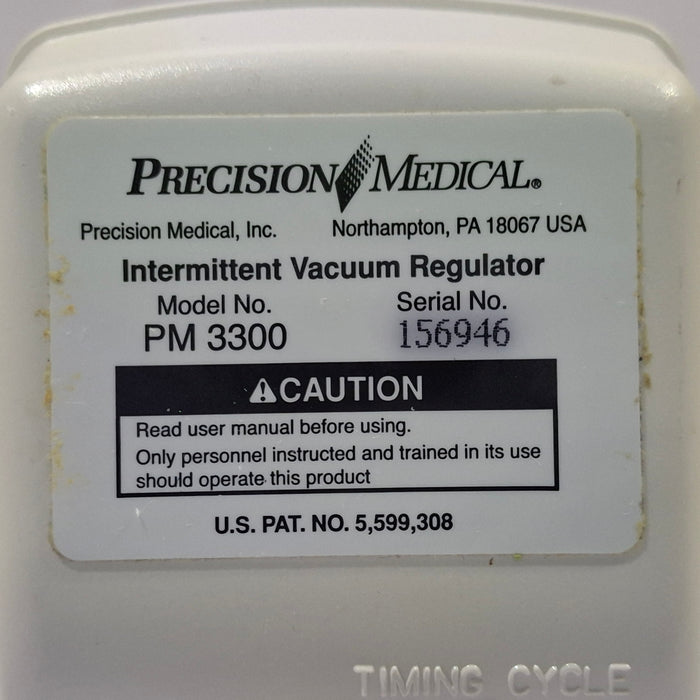 PRECISION MEDICAL®
Precision Medical, Inc. Northampton, PA 18067 USA
Intermittent Vacuum Regulator
Model No. Serial No.
PM 3300 156946
⚠CAUTION
Read user manual before using.
Only personnel instructed and trained in its use
should operate this product
U.S. PAT. NO. 5,599,308
TIMING CYCLE